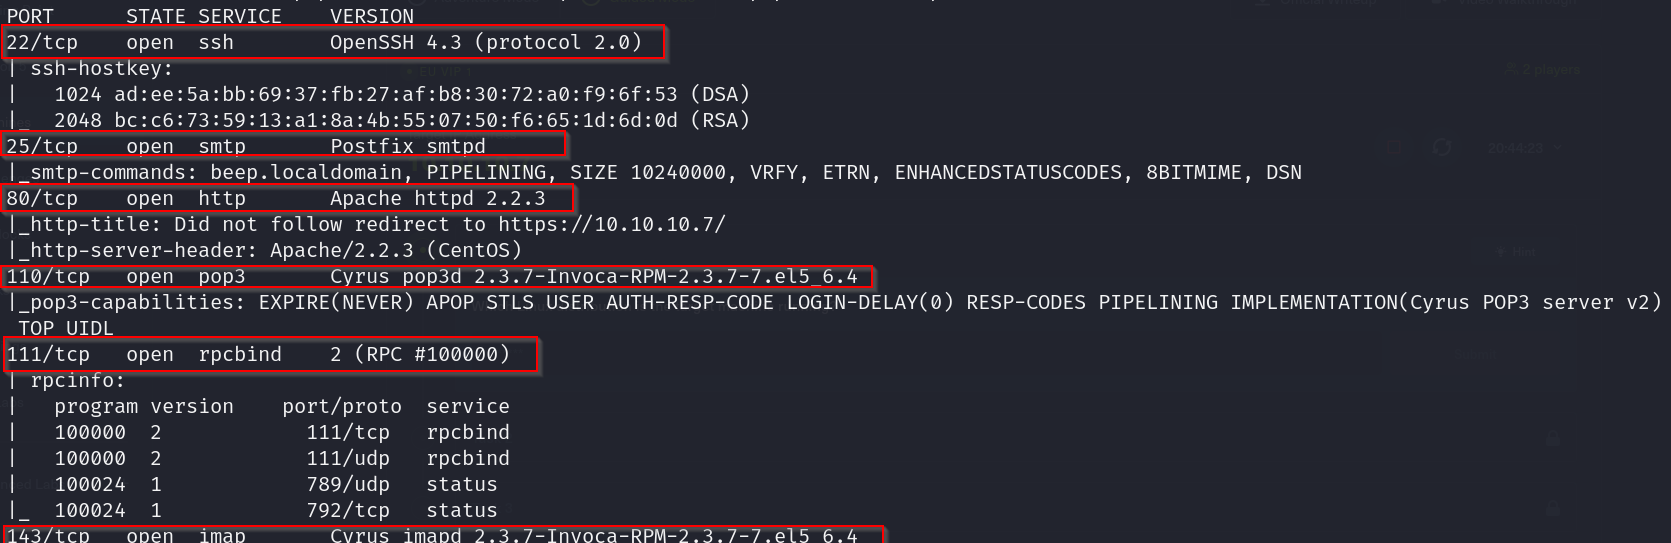 PORT      STATE SERVICE    VERSION
22/tcp    open  ssh        OpenSSH 4.3 (protocol 2.0)
| ssh-hostkey:
|   1024 ad:ee:5a:bb:69:37:fb:27:af:b8:30:72:a0:f9:6f:53 (DSA)
|_  2048 bc:c6:73:59:13:a1:8a:4b:55:07:50:f6:65:1d:6d:0d (RSA)
25/tcp    open  smtp       Postfix smtpd
|_smtp-commands: beep.localdomain, PIPELINING, SIZE 10240000, VRFY, ETRN, ENHANCEDSTATUSCODES, 8BITMIME, DSN
80/tcp    open  http       Apache httpd 2.2.3
|_http-title: Did not follow redirect to https://10.10.10.7/
|_http-server-header: Apache/2.2.3 (CentOS)
110/tcp   open  pop3       Cyrus pop3d 2.3.7-Invoca-RPM-2.3.7-7.el5_6.4
|_pop3-capabilities: EXPIRE(NEVER) APOP STLS USER AUTH-RESP-CODE LOGIN-DELAY(0) RESP-CODES PIPELINING IMPLEMENTATION(Cyrus POP3 server v2)
 TOP UIDL
111/tcp   open  rpcbind    2 (RPC #100000)
| rpcinfo:
|   program version    port/proto  service
|   100000  2            111/tcp   rpcbind
|   100000  2            111/udp   rpcbind
|   100024  1            789/udp   status
|_  100024  1            792/tcp   status
143/tcp   open  imap       Cyrus imapd 2.3.7-Invoca-RPM-2.3.7-7.el5_6.4
2 players
20:44:23